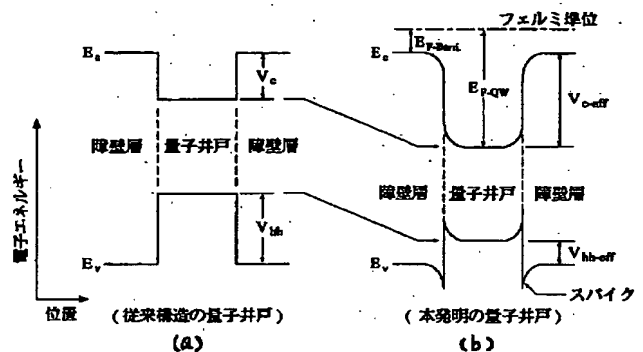 フェルミ準位
Ec
Vc
障壁層 量子井戸 障壁層
Vhh
Ev
電子エネルギー
位置
(従来構造の量子井戸)
(a)
EF-Barri.
Ec
EF-QW
Vc-eff
障壁層 量子井戸 障壁層
Vhh-eff
Ev
スパイク
(本発明の量子井戸)
(b)